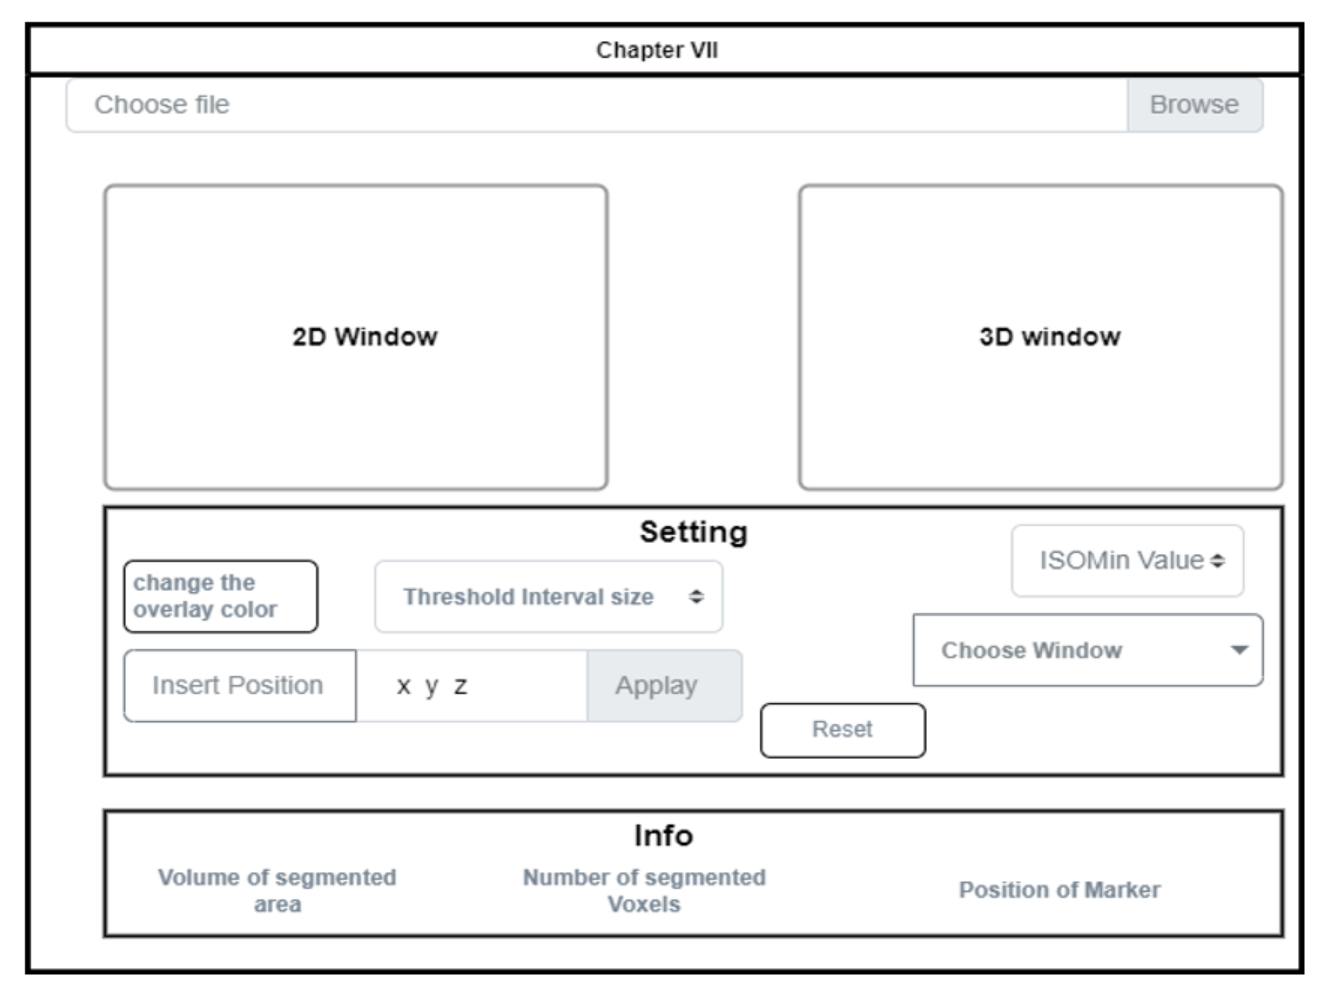 Chapter VII
Choose file
Browse
2D Window
3D window
Setting
ISOMin Value
change the
overlay color
Threshold Interval size
Choose Window
Insert Position
x y z
Applay
Reset
Info
Volume of segmented
area
Number of segmented
Voxels
Position of Marker